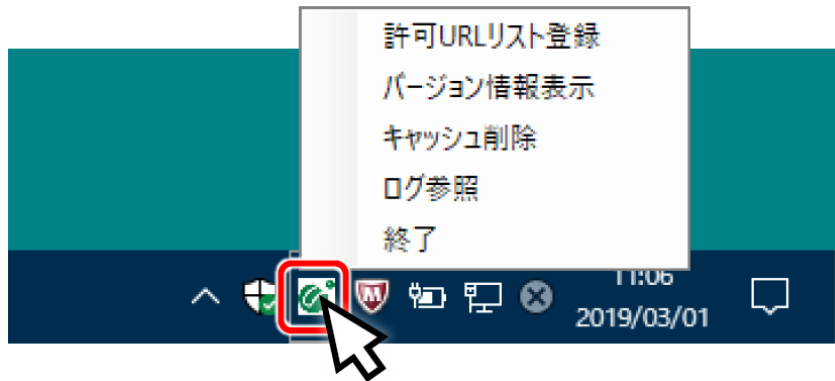 許可URLリスト登録
バージョン情報表示
キャッシュ削除
ログ参照
終了
11:06
2019/03/01